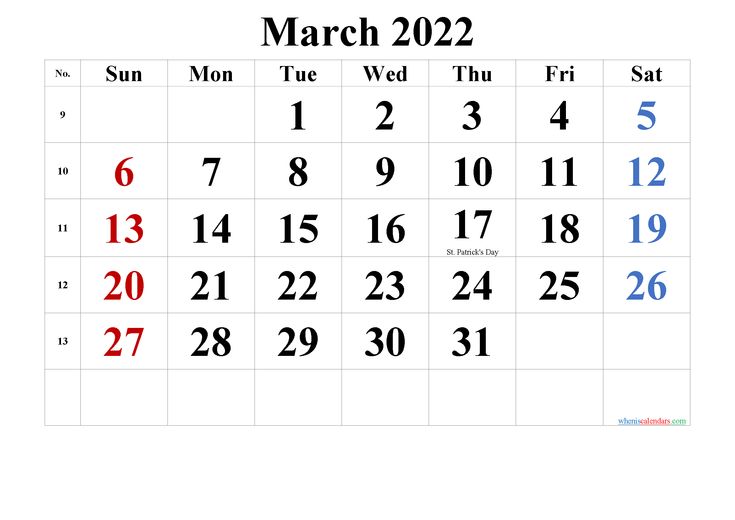 March 2022
No. Sun Mon Tue Wed Thu Fri Sat
9 1 2 3 4 5
10 6 7 8 9 10 11 12
11 13 14 15 16 17 18 19
St. Patrick's Day
12 20 21 22 23 24 25 26
13 27 28 29 30 31
wheniscalendars.com